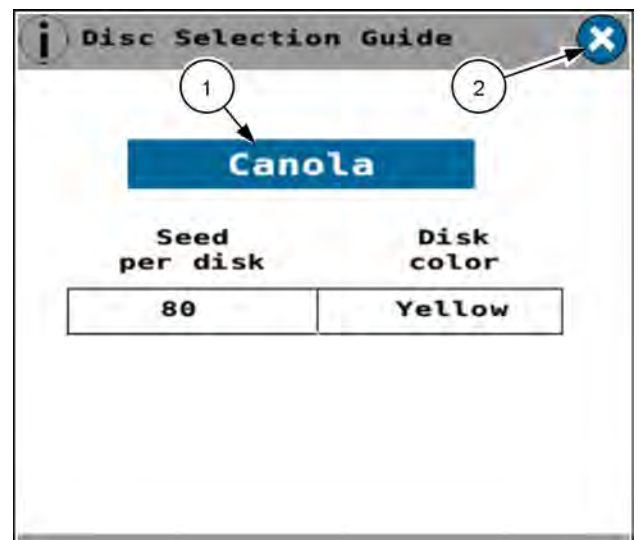 i Disc Selection Guide
1
2
Canola
Seed per disk
Disk color
80
Yellow